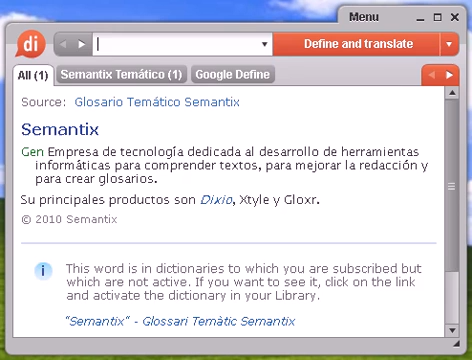 Menu
di
Define and translate
All (1) Semantix Temático (1) Google Define
Source: Glosario Temático Semantix
Semantix
Gen Empresa de tecnología dedicada al desarrollo de herramientas
informáticas para comprender textos, para mejorar la redacción y
para crear glosarios.
Su principales productos son Dixio, Xtyle y Gloxr.
© 2010 Semantix
i
This word is in dictionaries to which you are subscribed but
which are not active. If you want to see it, click on the link
and activate the dictionary in your Library.
"Semantix" - Glossari Temàtic Semantix